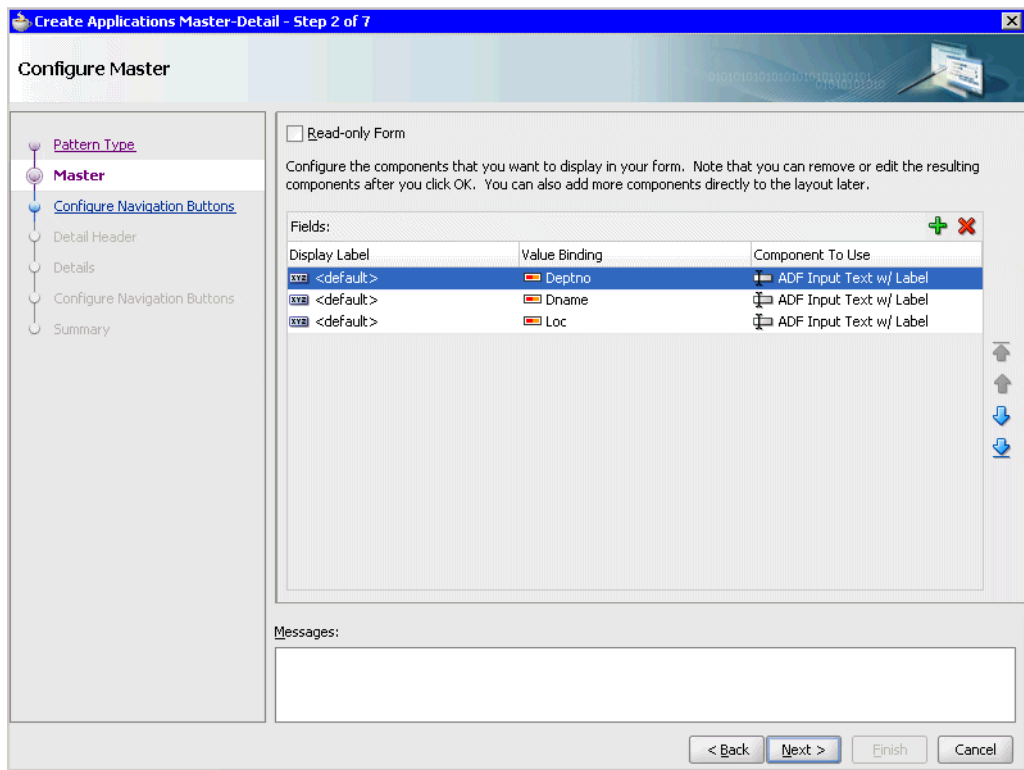 Create Applications Master-Detail - Step 2 of 7
Configure Master
Pattern Type
Master
Configure Navigation Buttons
Detail Header
Details
Configure Navigation Buttons
Summary
Read-only Form
Configure the components that you want to display in your form. Note that you can remove or edit the resulting
components after you click OK. You can also add more components directly to the layout later.
Fields:
Display Label Value Binding Component To Use
<default> Deptno ADF Input Text w/ Label
<default> Dname ADF Input Text w/ Label
<default> Loc ADF Input Text w/ Label
Messages:
< Back Next > Finish Cancel